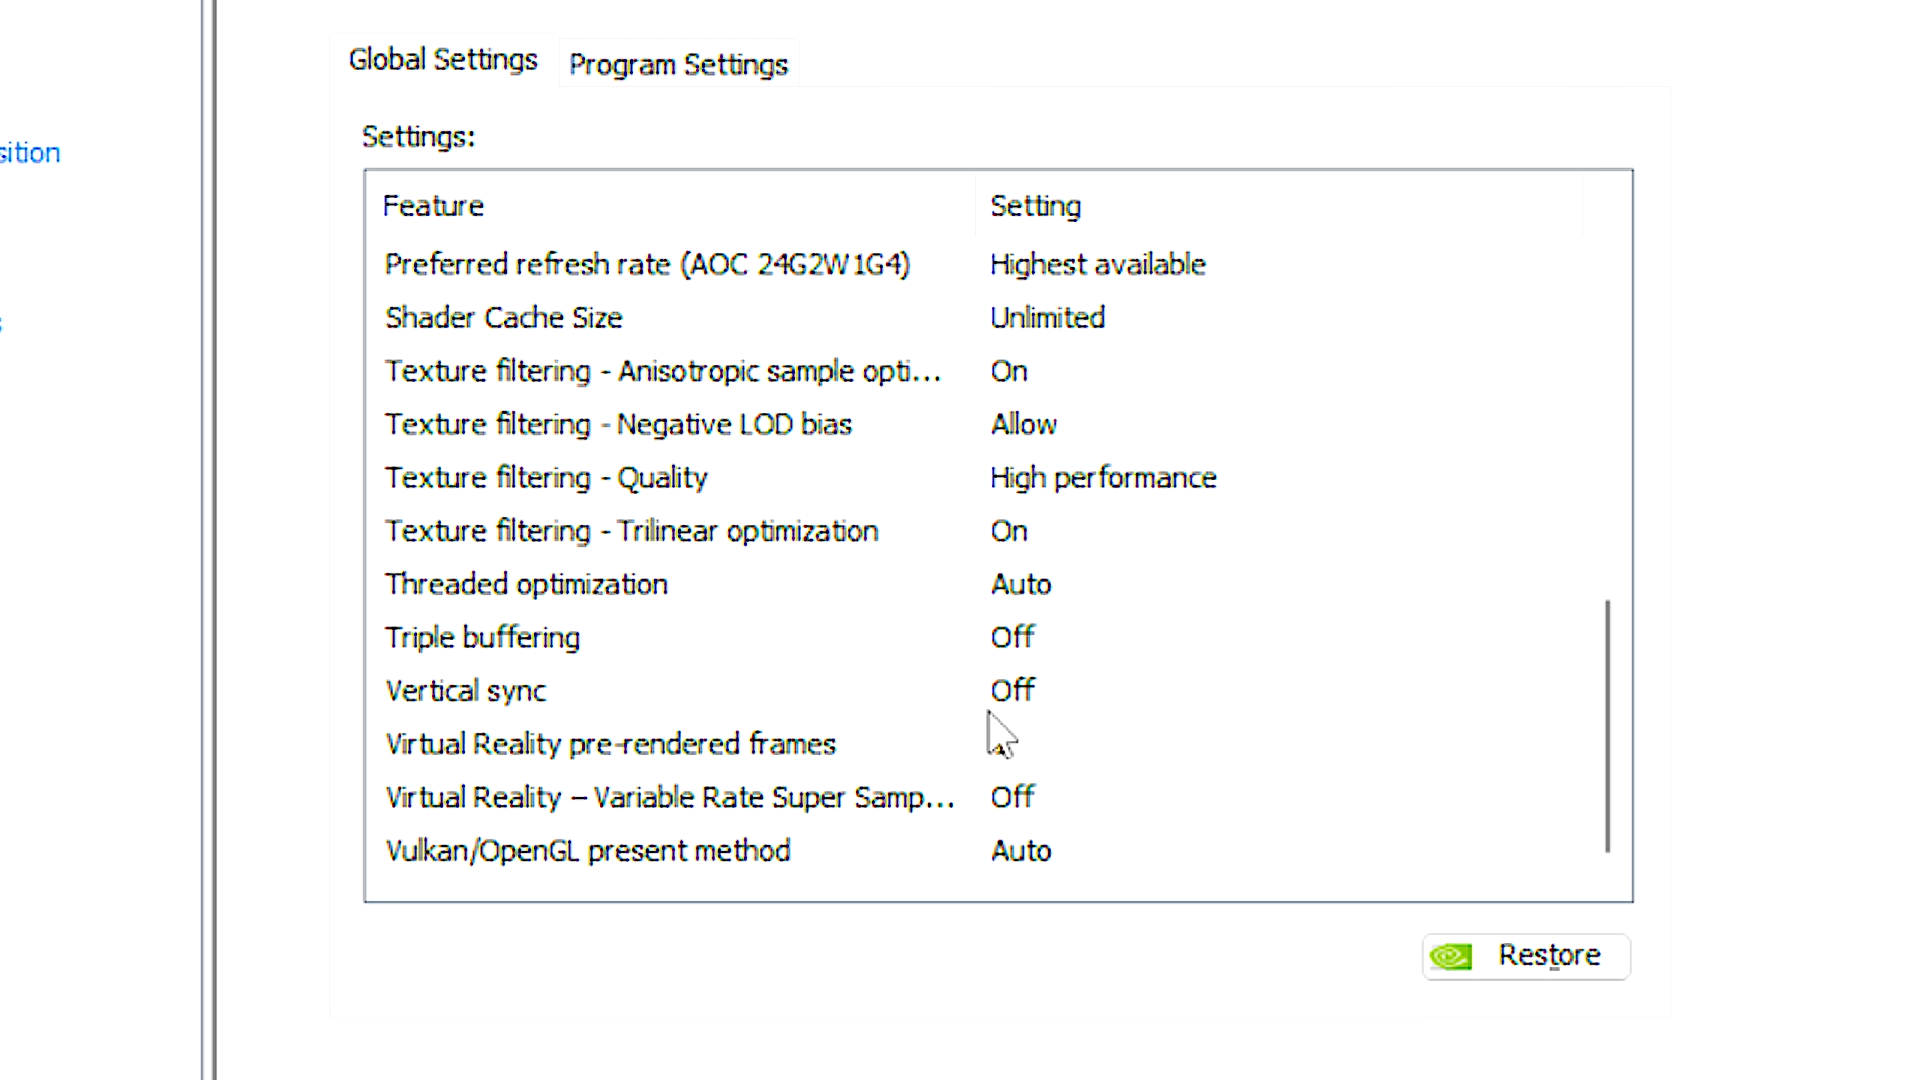 Global Settings
Program Settings
sition
Settings:
Feature Setting
Preferred refresh rate (AOC 24G2W1G4) Highest available
Shader Cache Size Unlimited
Texture filtering - Anisotropic sample opti... On
Texture filtering - Negative LOD bias Allow
Texture filtering - Quality High performance
Texture filtering - Trilinear optimization On
Threaded optimization Auto
Triple buffering Off
Vertical sync Off
Virtual Reality pre-rendered frames
Virtual Reality – Variable Rate Super Samp... Off
Vulkan/OpenGL present method Auto
Restore